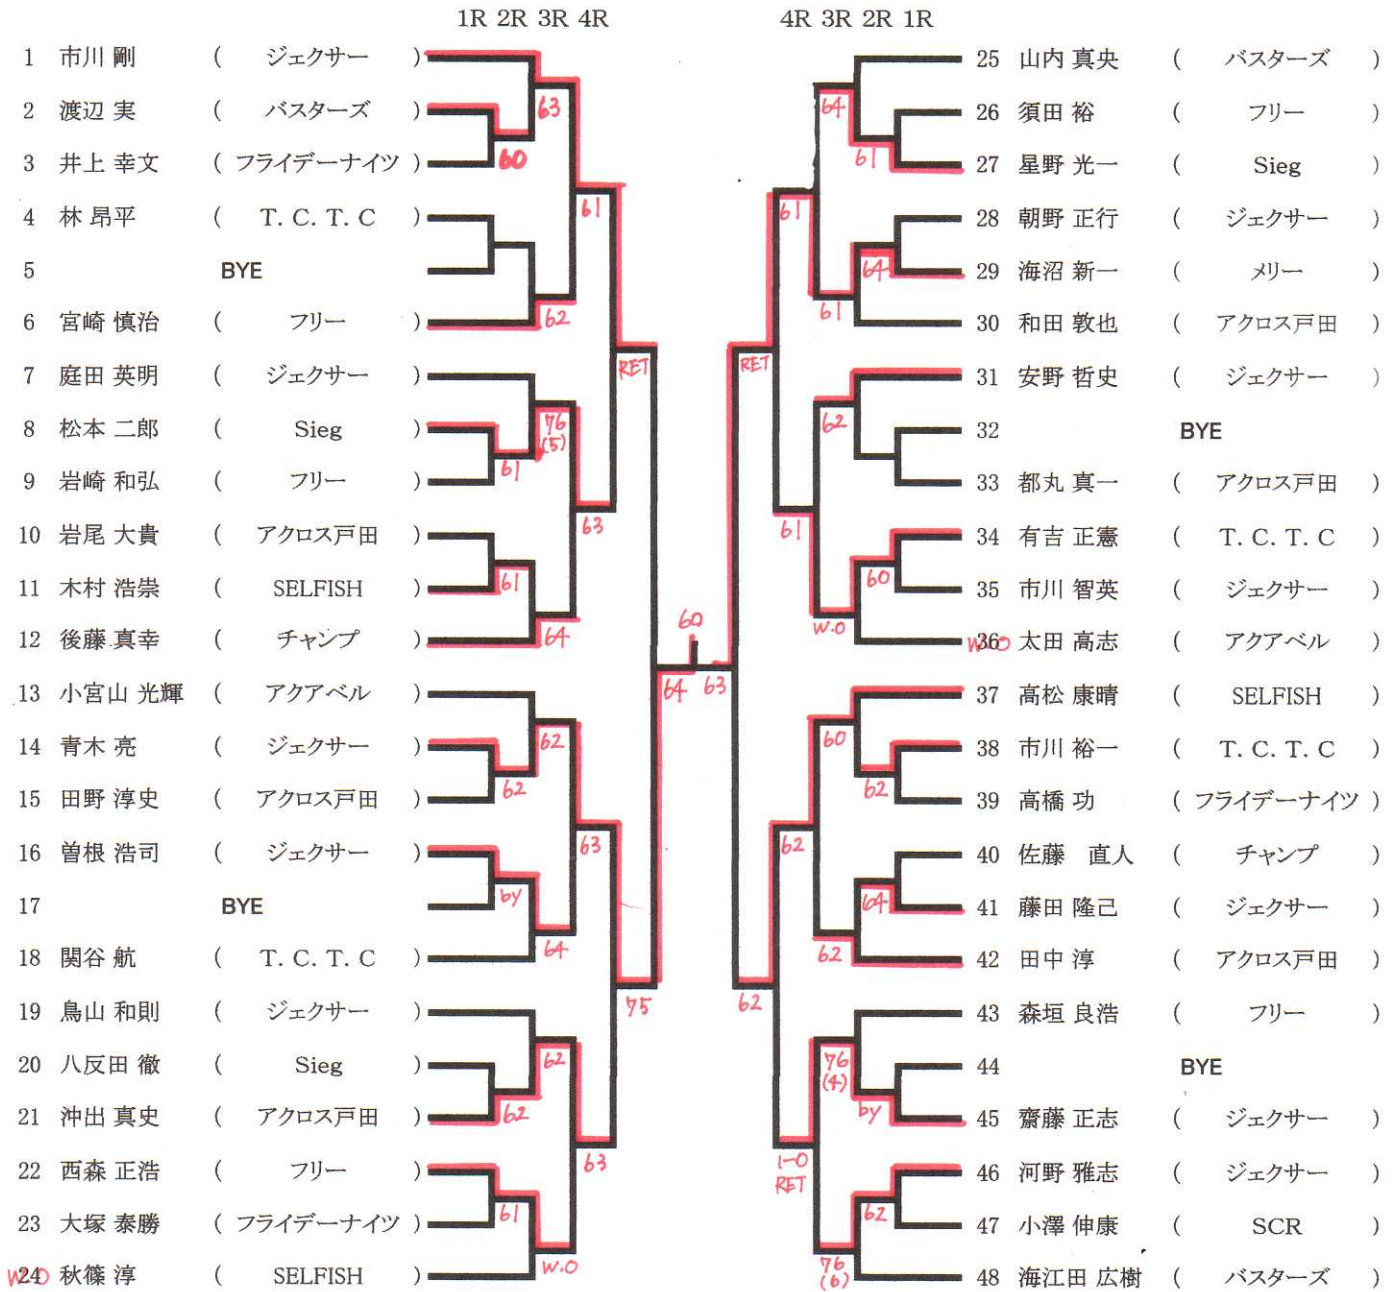 1R 2R 3R 4R
4R 3R 2R 1R
1 市川 剛 ( ジェクサー )
2 渡辺 実 ( バスターズ )
3 井上 幸文 ( フライデーナイツ )
4 林 昂平 ( T. C. T. C )
5 BYE
6 宮崎 慎治 ( フリー )
7 庭田 英明 ( ジェクサー )
8 松本 二郎 ( Sieg )
9 岩崎 和弘 ( フリー )
10 岩尾 大貴 ( アクロス戸田 )
11 木村 浩崇 ( SELFISH )
12 後藤 真幸 ( チャンプ )
13 小宮山 光輝 ( アクアベル )
14 青木 亮 ( ジェクサー )
15 田野 淳史 ( アクロス戸田 )
16 曽根 浩司 ( ジェクサー )
17 BYE
18 関谷 航 ( T. C. T. C )
19 鳥山 和則 ( ジェクサー )
20 八反田 徹 ( Sieg )
21 沖出 真史 ( アクロス戸田 )
22 西森 正浩 ( フリー )
23 大塚 泰勝 ( フライデーナイツ )
W.O 24 秋篠 淳 ( SELFISH )
63
60
61
62
RET
76
(5)
61
63
61
64
60
64 63
62
62
63
by
64
75
62
62
63
61
W.O
25 山内 真央 ( バスターズ )
26 須田 裕 ( フリー )
27 星野 光一 ( Sieg )
28 朝野 正行 ( ジェクサー )
29 海沼 新一 ( メリー )
30 和田 敦也 ( アクロス戸田 )
31 安野 哲史 ( ジェクサー )
32 BYE
33 都丸 真一 ( アクロス戸田 )
34 有吉 正憲 ( T. C. T. C )
35 市川 智英 ( ジェクサー )
W.O 36 太田 高志 ( アクアベル )
37 高松 康晴 ( SELFISH )
38 市川 裕一 ( T. C. T. C )
39 高橋 功 ( フライデーナイツ )
40 佐藤 直人 ( チャンプ )
41 藤田 隆己 ( ジェクサー )
42 田中 淳 ( アクロス戸田 )
43 森垣 良浩 ( フリー )
44 BYE
45 齋藤 正志 ( ジェクサー )
46 河野 雅志 ( ジェクサー )
47 小澤 伸康 ( SCR )
48 海江田 広樹 ( バスターズ )
64
61
61
64
61
RET
62
61
60
W.O
60
62
62
64
62
62
76
(4)
by
1-0
RET
62
76
(6)